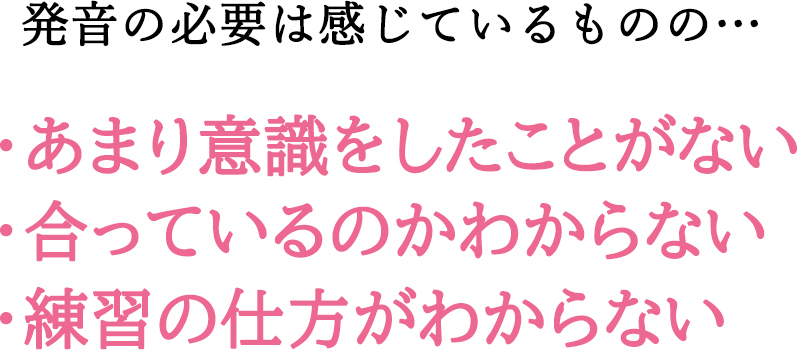 発音の必要は感じているものの…
・あまり意識をしたことがない
・合っているのかわからない
・練習の仕方がわからない